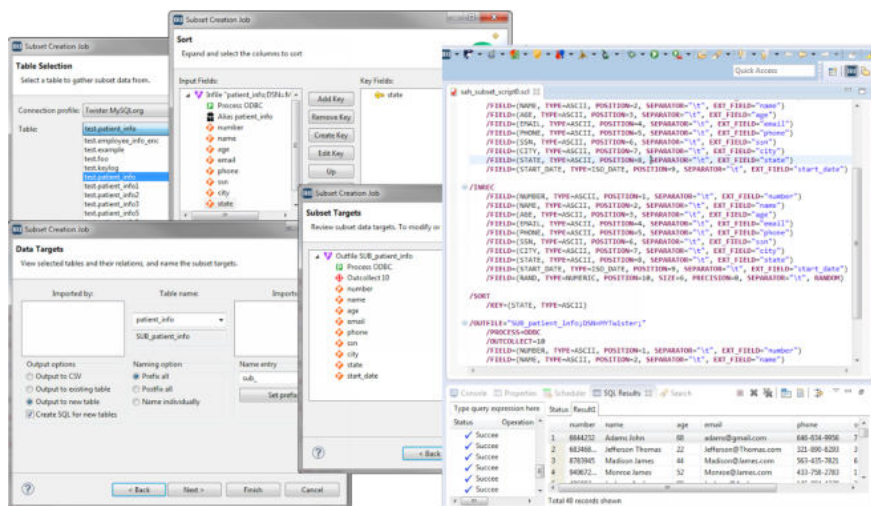 Subset Creation Job
Table Selection
Select a table to gather subset data from.
Connection profile:
Twister MySQLorg
Table:
test.patient_info
test.employee_info_enc
test.example
test.foo
test.keylog
test.patient_info
test.patient_info1
test.patient_info2
test.patient_info3
test.patient_info5
Subset Creation Job
Sort
Expand and select the columns to sort
Input Fields:
Key Fields:
Infile "patient_info;DSN=M
Process ODBC
Alias patient_info
number
name
age
email
phone
ssn
city
state
Add Key
Remove Key
Create Key
Edit Key
Up
state
Subset Creation Job
Data Targets
View selected tables and their relations, and name the subset targets.
Imported by:
Table name:
Imports
patient_info
SUB_patient_info
Output options
Output to CSV
Output to existing table
Output to new table
Create SQL for new tables
Naming option
Prefix all
Postfix all
Name individually
Name entry
sub_
Set prefix
< Back
Next >
Finish
Cancel
Subset Creation Job
Subset Targets
Review subset data targets. To modify or
Outfile SUB_patient_info
Process ODBC
Outcollect 10
number
name
age
email
phone
ssn
city
state
start_date
< Back
Quick Access
/FIELD=(NAME, TYPE=ASCII, POSITION=2, SEPARATOR="\t", EXT_FIELD="name")
/FIELD=(AGE, TYPE=ASCII, POSITION=3, SEPARATOR="\t", EXT_FIELD="age")
/FIELD=(EMAIL, TYPE=ASCII, POSITION=4, SEPARATOR="\t", EXT_FIELD="email")
/FIELD=(PHONE, TYPE=ASCII, POSITION=5, SEPARATOR="\t", EXT_FIELD="phone")
/FIELD=(SSN, TYPE=ASCII, POSITION=6, SEPARATOR="\t", EXT_FIELD="ssn")
/FIELD=(CITY, TYPE=ASCII, POSITION=7, SEPARATOR="\t", EXT_FIELD="city")
/FIELD=(STATE, TYPE=ASCII, POSITION=8, SEPARATOR="\t", EXT_FIELD="state")
/FIELD=(START_DATE, TYPE=ISO_DATE, POSITION=9, SEPARATOR="\t", EXT_FIELD="start_date")
/INREC
/FIELD=(NUMBER, TYPE=ASCII, POSITION=1, SEPARATOR="\t", EXT_FIELD="number")
/FIELD=(NAME, TYPE=ASCII, POSITION=2, SEPARATOR="\t", EXT_FIELD="name")
/FIELD=(AGE, TYPE=ASCII, POSITION=3, SEPARATOR="\t", EXT_FIELD="age")
/FIELD=(EMAIL, TYPE=ASCII, POSITION=4, SEPARATOR="\t", EXT_FIELD="email")
/FIELD=(PHONE, TYPE=ASCII, POSITION=5, SEPARATOR="\t", EXT_FIELD="phone")
/FIELD=(SSN, TYPE=ASCII, POSITION=6, SEPARATOR="\t", EXT_FIELD="ssn")
/FIELD=(CITY, TYPE=ASCII, POSITION=7, SEPARATOR="\t", EXT_FIELD="city")
/FIELD=(STATE, TYPE=ASCII, POSITION=8, SEPARATOR="\t", EXT_FIELD="state")
/FIELD=(START_DATE, TYPE=ISO_DATE, POSITION=9, SEPARATOR="\t", EXT_FIELD="start_date")
/FIELD=(RAND, TYPE=NUMERIC, POSITION=10, SIZE=6, PRECISION=0, SEPARATOR="\t", RANDOM)
/SORT
/KEY=(STATE, TYPE=ASCII)
/OUTFILE="SUB_patient_info;DSN=MYTwister;"
/PROCESS=ODBC
/OUTCOLLECT=10
/FIELD=(NUMBER, TYPE=ASCII, POSITION=1, SEPARATOR="\t", EXT_FIELD="number")
/FIELD=(NAME, TYPE=ASCII, POSITION=2, SEPARATOR="\t", EXT_FIELD="name")
Console Properties Scheduler SQL Results Search
Type query expression here
Status Result1
Status Operation
Succee
Succee
Succee
Succee
Succee
Succee
number name age email phone
1 6644232 Adams John 68 adams@gmail.com 646-834-9956
2 Jefferson Thomas 22 Jefferson@Thomas.com
3 8763945 Madison James 44 Madison@James.com 563-435-7821
4 Monroe James 52 Monroe@James.com 433-758-2783
Total 48 records shown